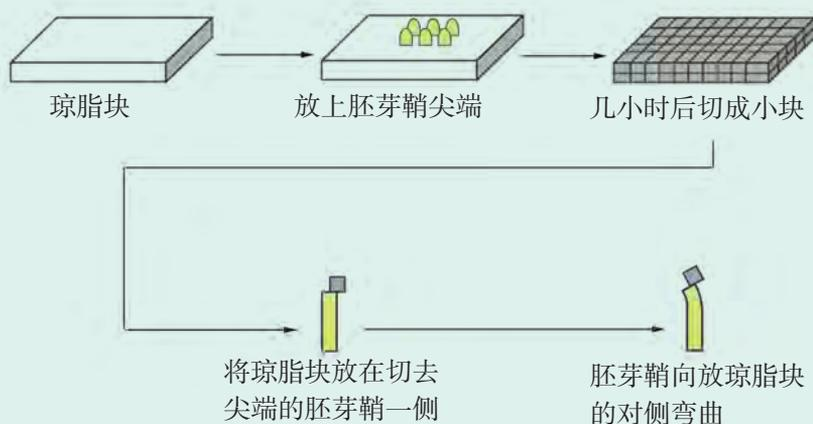 琼脂块
放上胚芽鞘尖端
几小时后切成小块
将琼脂块放在切去
尖端的胚芽鞘一侧
胚芽鞘向放琼脂块
的对侧弯曲